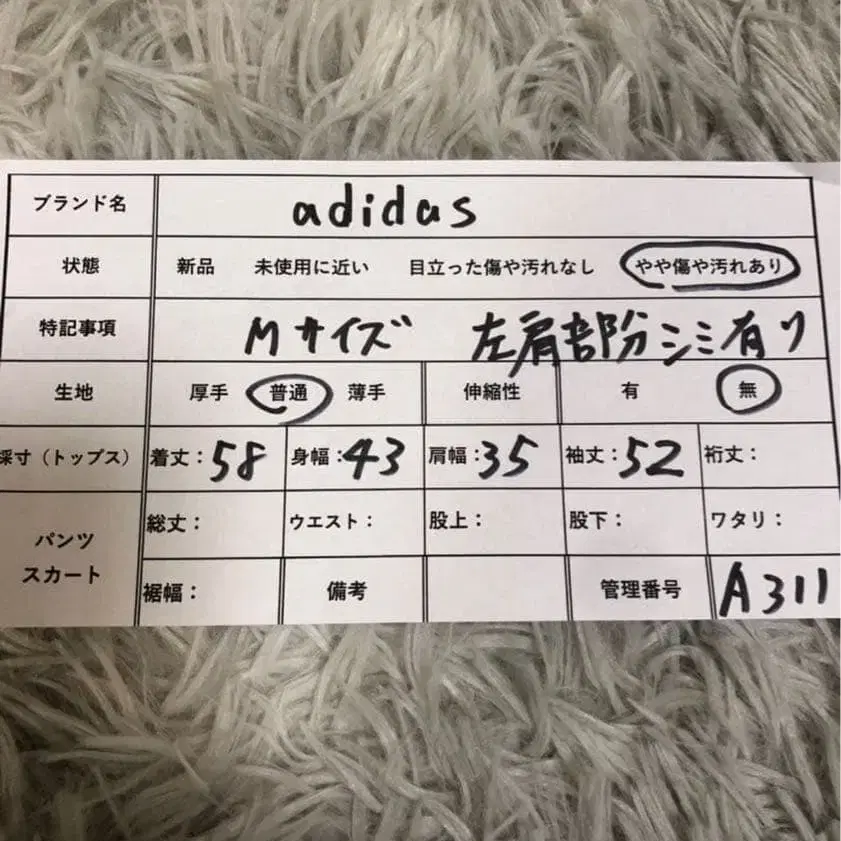 ブランド名 adidas
状態 新品 未使用に近い 目立った傷や汚れなし やや傷や汚れあり
特記事項 Mサイズ 左肩部分シミ有り
生地 厚手 普通 薄手 伸縮性 有 無
採寸（トップス） 着丈：58 身幅：43 肩幅：35 袖丈：52 裄丈：
パンツ
スカート
総丈： ウエスト： 股上： 股下： ワタリ：
裾幅： 備考 管理番号 A311